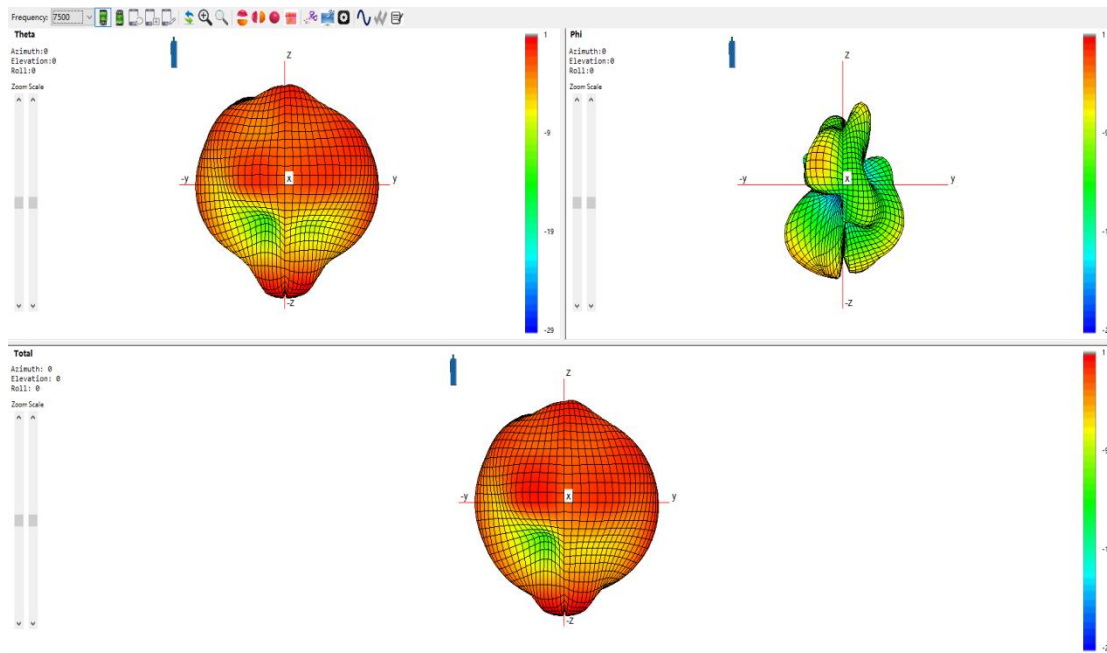 Frequency: 7500
Theta
Azimuth:0
Elevation:0
Roll:0
Zoom Scale
Z
-y
X
y
-Z
1
-9
-19
-29
Phi
Azimuth:0
Elevation:0
Roll:0
Zoom Scale
Z
-y
X
y
-Z
1
-9
Total
Azimuth: 0
Elevation: 0
Roll: 0
Zoom Scale
Z
-y
X
y
-Z
1